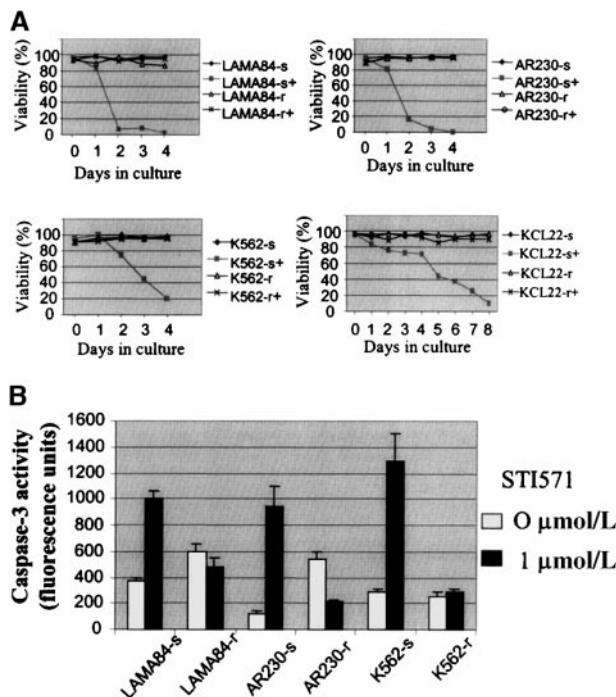 A
Viability (%)
100
80
60
40
20
0
0 1 2 3 4
Days in culture
LAMA84-s
LAMA84-s+
LAMA84-r
LAMA84-r+
Viability (%)
100
80
60
40
20
0
0 1 2 3 4
Days in culture
AR230-s
AR230-s+
AR230-r
AR230-r+
Viability (%)
100
80
60
40
20
0
0 1 2 3 4
Days in culture
K562-s
K562-s+
K562-r
K562-r+
Viability (%)
100
80
60
40
20
0
0 1 2 3 4 5 6 7 8
Days in culture
KCL22-s
KCL22-s+
KCL22-r
KCL22-r+
B
Caspase-3 activity
(fluorescence units)
1600
1400
1200
1000
800
600
400
200
0
LAMA84-s
LAMA84-r
AR230-s
AR230-r
K562-s
K562-r
STI571
O µmol/L
1 µmol/L